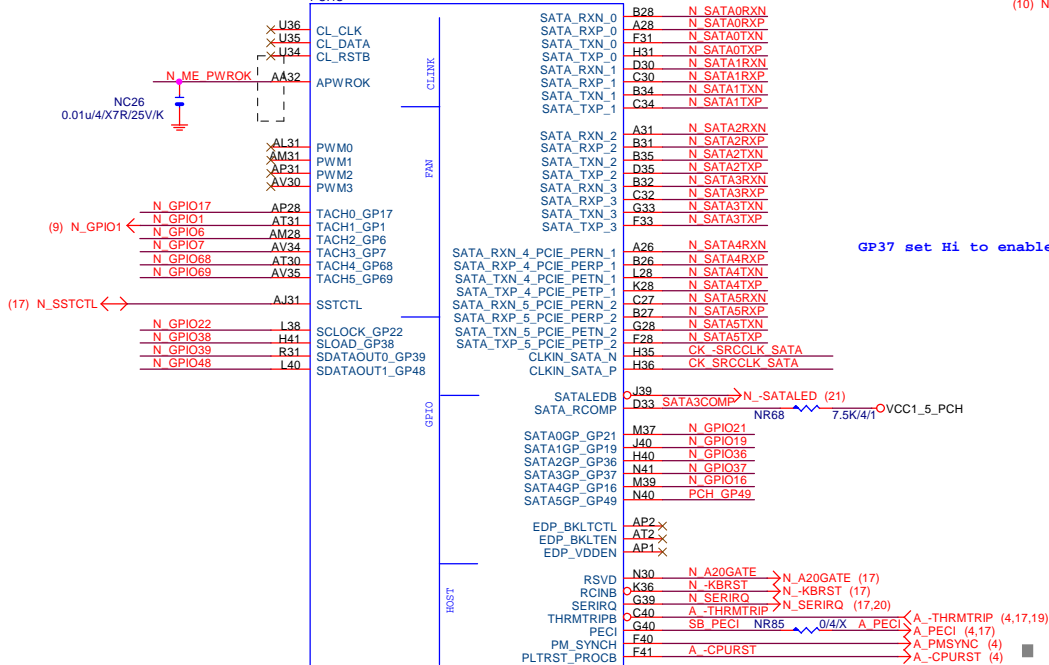 (10) N
U36 CL_CLK
U35 CL_DATA
U34 CL_RSTB
N_ME_PWROK AA32 APWROK
NC26
0.01u/4/X7R/25V/K
CLINK
AL31 PWM0
AM31 PWM1
AP31 PWM2
AV30 PWM3
FAN
N_GPIO17 AP28 TACH0_GP17
(9) N_GPIO1 N_GPIO1 AT31 TACH1_GP1
N_GPIO6 AM28 TACH2_GP6
N_GPIO7 AV34 TACH3_GP7
N_GPIO68 AT30 TACH4_GP68
N_GPIO69 AV35 TACH5_GP69
(17) N_SSTCTL AJ31 SSTCTL
N_GPIO22 L38 SCLOCK_GP22
N_GPIO38 H41 SLOAD_GP38
N_GPIO39 R31 SDATAOUT0_GP39
N_GPIO48 L40 SDATAOUT1_GP48
GPIO
HOST
SATA_RXN_0 B28 N_SATA0RXN
SATA_RXP_0 A28 N_SATA0RXP
SATA_TXN_0 F31 N_SATA0TXN
SATA_TXP_0 H31 N_SATA0TXP
SATA_RXN_1 D30 N_SATA1RXN
SATA_RXP_1 C30 N_SATA1RXP
SATA_TXN_1 B34 N_SATA1TXN
SATA_TXP_1 C34 N_SATA1TXP
SATA_RXN_2 A31 N_SATA2RXN
SATA_RXP_2 B31 N_SATA2RXP
SATA_TXN_2 B35 N_SATA2TXN
SATA_TXP_2 D35 N_SATA2TXP
SATA_RXN_3 B32 N_SATA3RXN
SATA_RXP_3 C32 N_SATA3RXP
SATA_TXN_3 G33 N_SATA3TXN
SATA_TXP_3 F33 N_SATA3TXP
SATA_RXN_4_PCIE_PERN_1 A26 N_SATA4RXN
SATA_RXP_4_PCIE_PERP_1 B26 N_SATA4RXP
SATA_TXN_4_PCIE_PETN_1 L28 N_SATA4TXN
SATA_TXP_4_PCIE_PETP_1 K28 N_SATA4TXP
SATA_RXN_5_PCIE_PERN_2 C27 N_SATA5RXN
SATA_RXP_5_PCIE_PERP_2 B27 N_SATA5RXP
SATA_TXN_5_PCIE_PETN_2 G28 N_SATA5TXN
SATA_TXP_5_PCIE_PETP_2 F28 N_SATA5TXP
CLKIN_SATA_N H35 CK_-SRCCLK_SATA
CLKIN_SATA_P H36 CK_SRCCLK_SATA
GP37 set Hi to enable
SATALEDB J39 N_-SATALED (21)
SATA_RCOMP D33 SATA3COMP NR68 7.5K/4/1 VCC1_5_PCH
SATA0GP_GP21 M37 N_GPIO21
SATA1GP_GP19 J40 N_GPIO19
SATA2GP_GP36 H40 N_GPIO36
SATA3GP_GP37 N41 N_GPIO37
SATA4GP_GP16 M39 N_GPIO16
SATA5GP_GP49 N40 PCH_GP49
EDP_BKLTCTL AP2
EDP_BKLTEN AT2
EDP_VDDEN AP1
RSVD N30 N_A20GATE N_A20GATE (17)
RCINB K36 N_-KBRST N_-KBRST (17)
SERIRQ G39 N_SERIRQ N_SERIRQ (17,20)
THRMTRIPB C40 A_-THRMTRIP A_-THRMTRIP (4,17,19)
PECI G40 SB_PECI NR85 0/4/X A_PECI A_PECI (4,17)
PM_SYNCH F40 A_PMSYNC (4)
PLTRST_PROCB F41 A_-CPURST A_-CPURST (4)